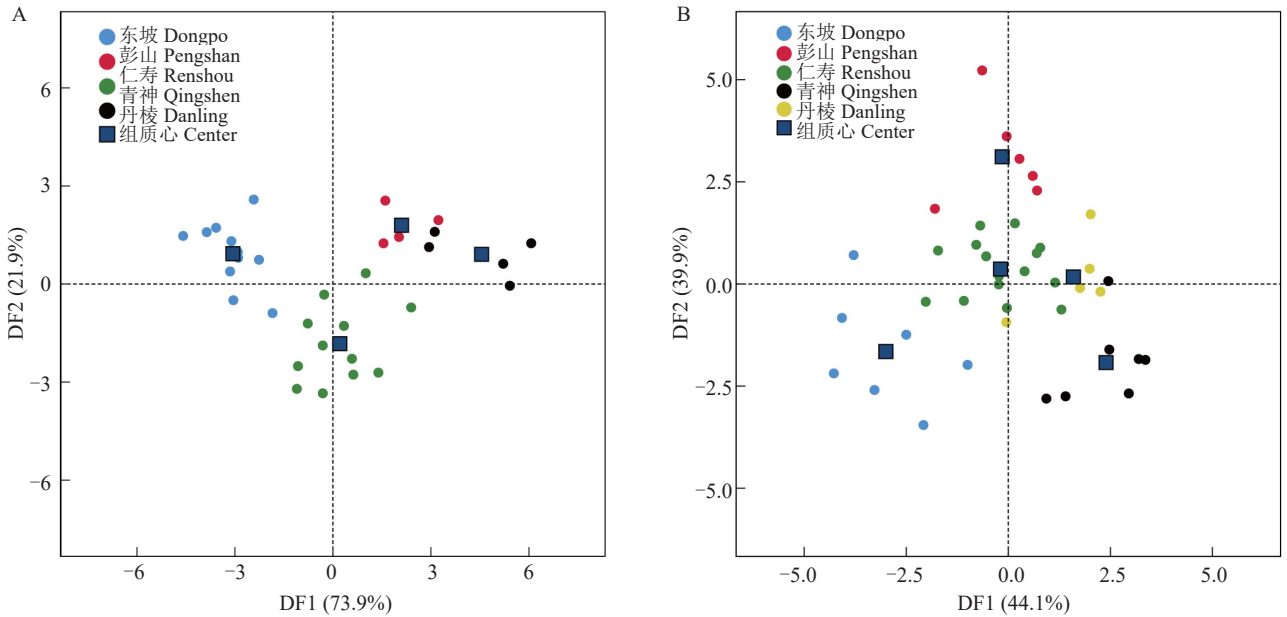 A
东坡 Dongpo
彭山 Pengshan
仁寿 Renshou
青神 Qingshen
丹棱 Danling
组质心 Center
6
3
0
−3
−6
DF2 (21.9%)
−6
−3
0
3
6
DF1 (73.9%)
B
东坡 Dongpo
彭山 Pengshan
仁寿 Renshou
青神 Qingshen
丹棱 Danling
组质心 Center
5.0
2.5
0.0
−2.5
−5.0
DF2 (39.9%)
−5.0
−2.5
0.0
2.5
5.0
DF1 (44.1%)